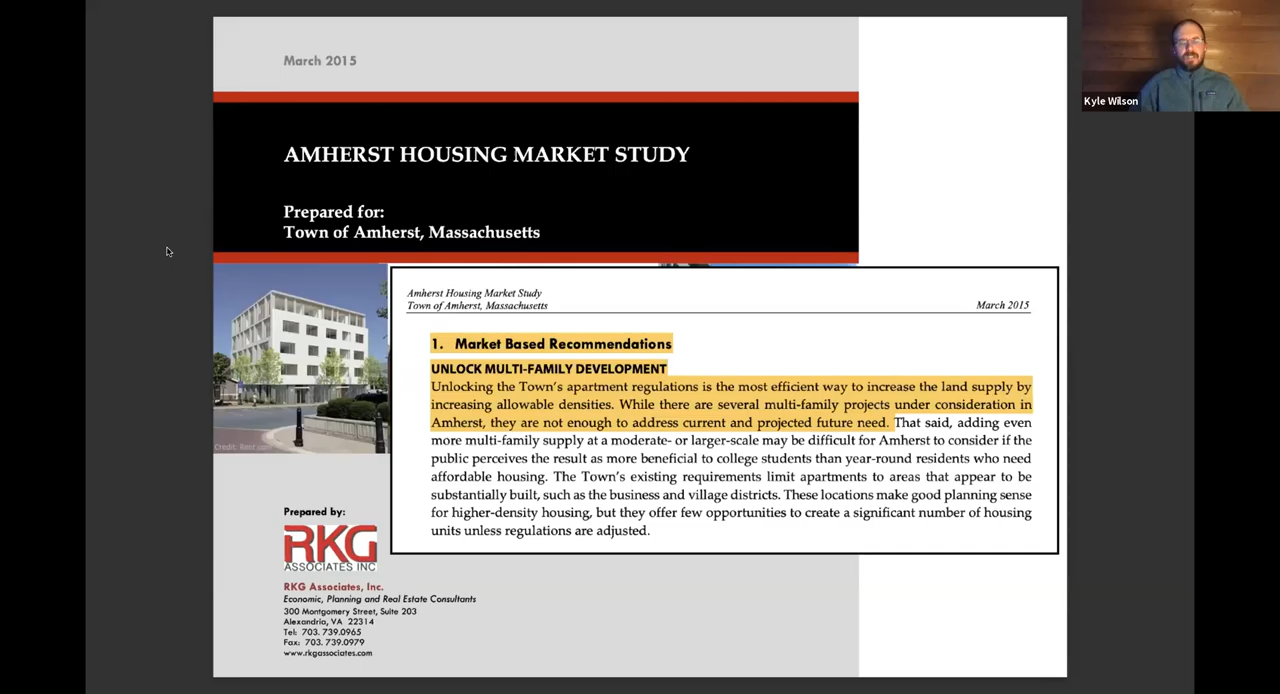 March 2015
Kyle Wilson
AMHERST HOUSING MARKET STUDY
Prepared for:
Town of Amherst, Massachusetts
Amherst Housing Market Study
Town of Amherst, Massachusetts
March 2015
1. Market Based Recommendations
UNLOCK MULTI-FAMILY DEVELOPMENT
Unlocking the Town's apartment regulations is the most efficient way to increase the land supply by
increasing allowable densities. While there are several multi-family projects under consideration in
Amherst, they are not enough to address current and projected future need. That said, adding even
more multi-family supply at a moderate- or larger-scale may be difficult for Amherst to consider if the
public perceives the result as more beneficial to college students than year-round residents who need
affordable housing. The Town's existing requirements limit apartments to areas that appear to be
substantially built, such as the business and village districts. These locations make good planning sense
for higher-density housing, but they offer few opportunities to create a significant number of housing
units unless regulations are adjusted.
Credit: Rent.com
Prepared by:
RKG
ASSOCIATES INC
RKG Associates, Inc.
Economic, Planning and Real Estate Consultants
300 Montgomery Street, Suite 203
Alexandria, VA 22314
Tel: 703. 739.0965
Fax: 703. 739.0979
www.rkgassociates.com